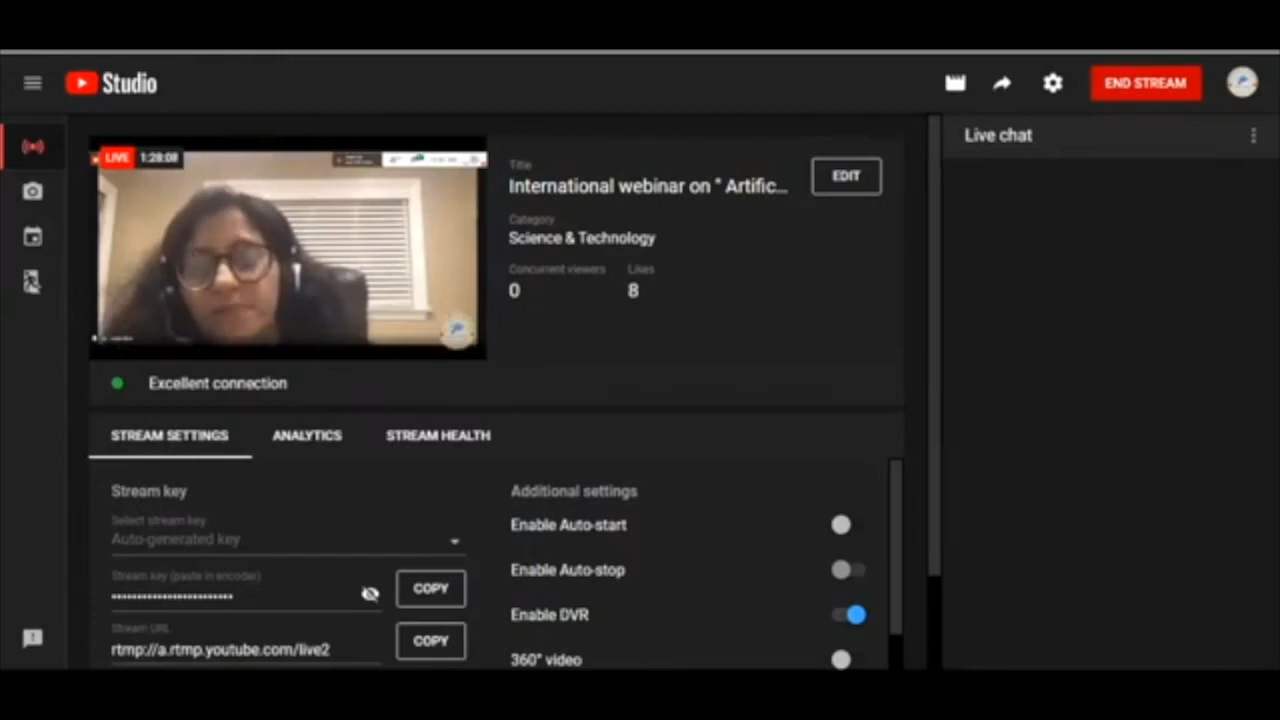 Studio
END STREAM
LIVE 1:28:08
Title
International webinar on " Artific...
EDIT
Category
Science & Technology
Concurrent viewers
Likes
0
8
Excellent connection
Live chat
STREAM SETTINGS
ANALYTICS
STREAM HEALTH
Stream key
Select stream key
Auto-generated key
Stream key (paste in encoder)
••••••••••••••••••••••••
COPY
Stream URL
rtmp://a.rtmp.youtube.com/live2
COPY
Additional settings
Enable Auto-start
Enable Auto-stop
Enable DVR
360° video